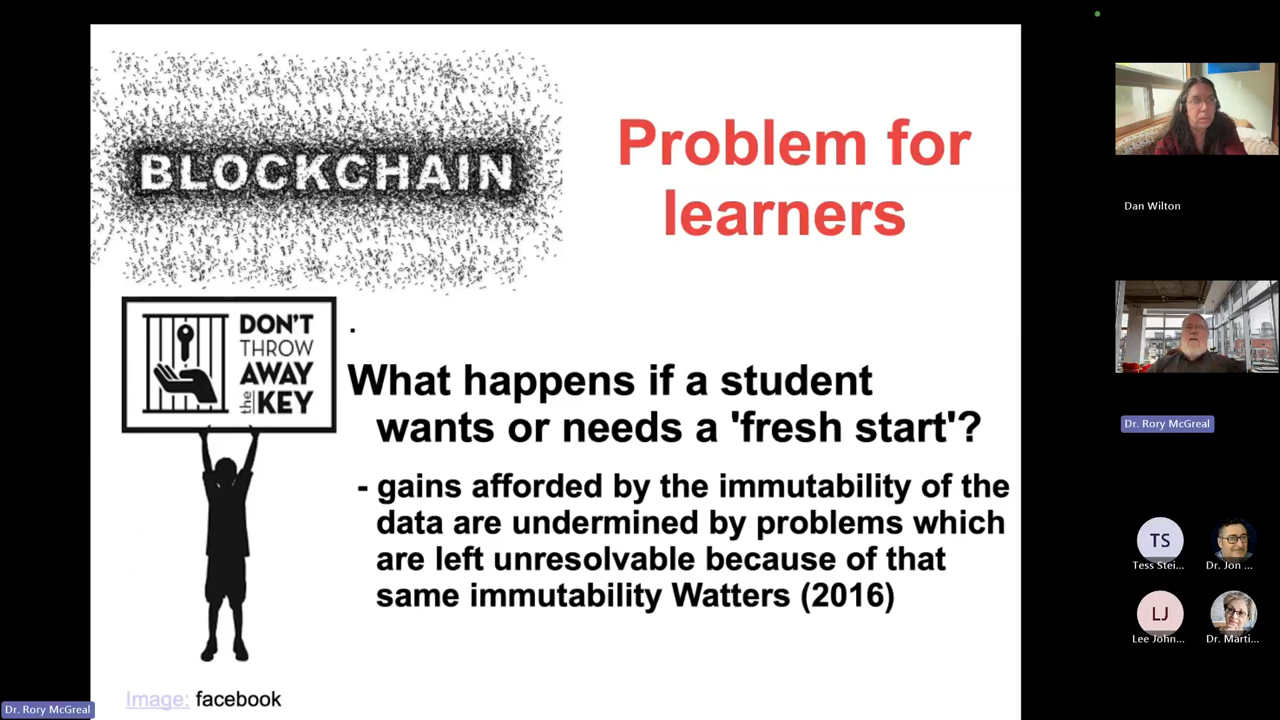 BLOCKCHAIN
Problem for
learners
DON'T
THROW
AWAY
the KEY
.
What happens if a student
wants or needs a 'fresh start'?
- gains afforded by the immutability of the
data are undermined by problems which
are left unresolvable because of that
same immutability Watters (2016)
Image: facebook
Dr. Rory McGreal
Dan Wilton
Dr. Rory McGreal
TS
Tess Stei...
Dr. Jon ...
LJ
Lee John...
Dr. Marti...